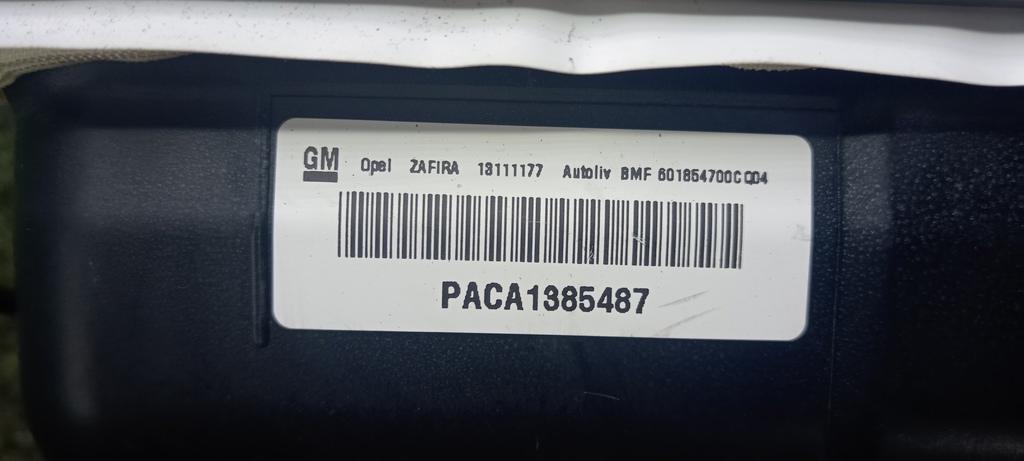 GM Opel ZAFIRA 13111177 Autoliv BMF 601854700C Q04
PACA1385487